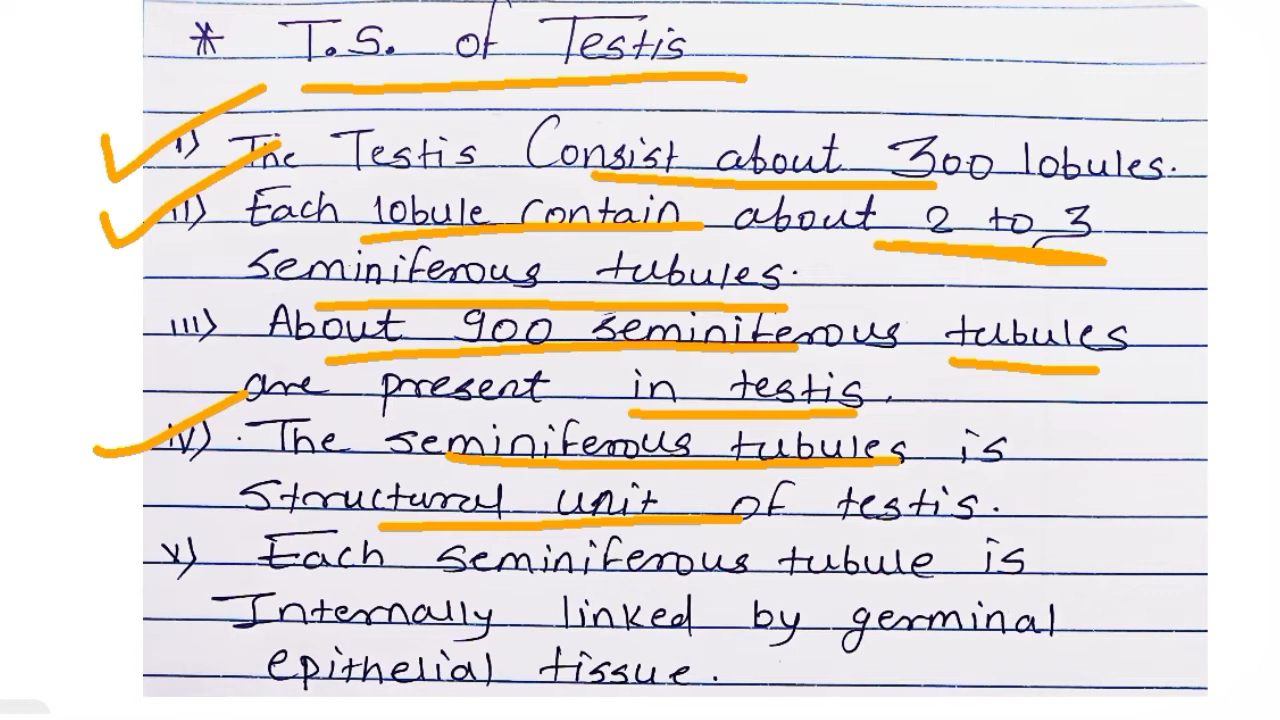 * T.S. of Testis
i) The Testis Consist about 300 lobules.
ii) Each lobule contain about 2 to 3
seminiferous tubules.
iii) About 900 seminiferous tubules
are present in testis.
iv) The seminiferous tubules is
structural unit of testis.
v) Each seminiferous tubule is
Internally linked by germinal
epithelial tissue.